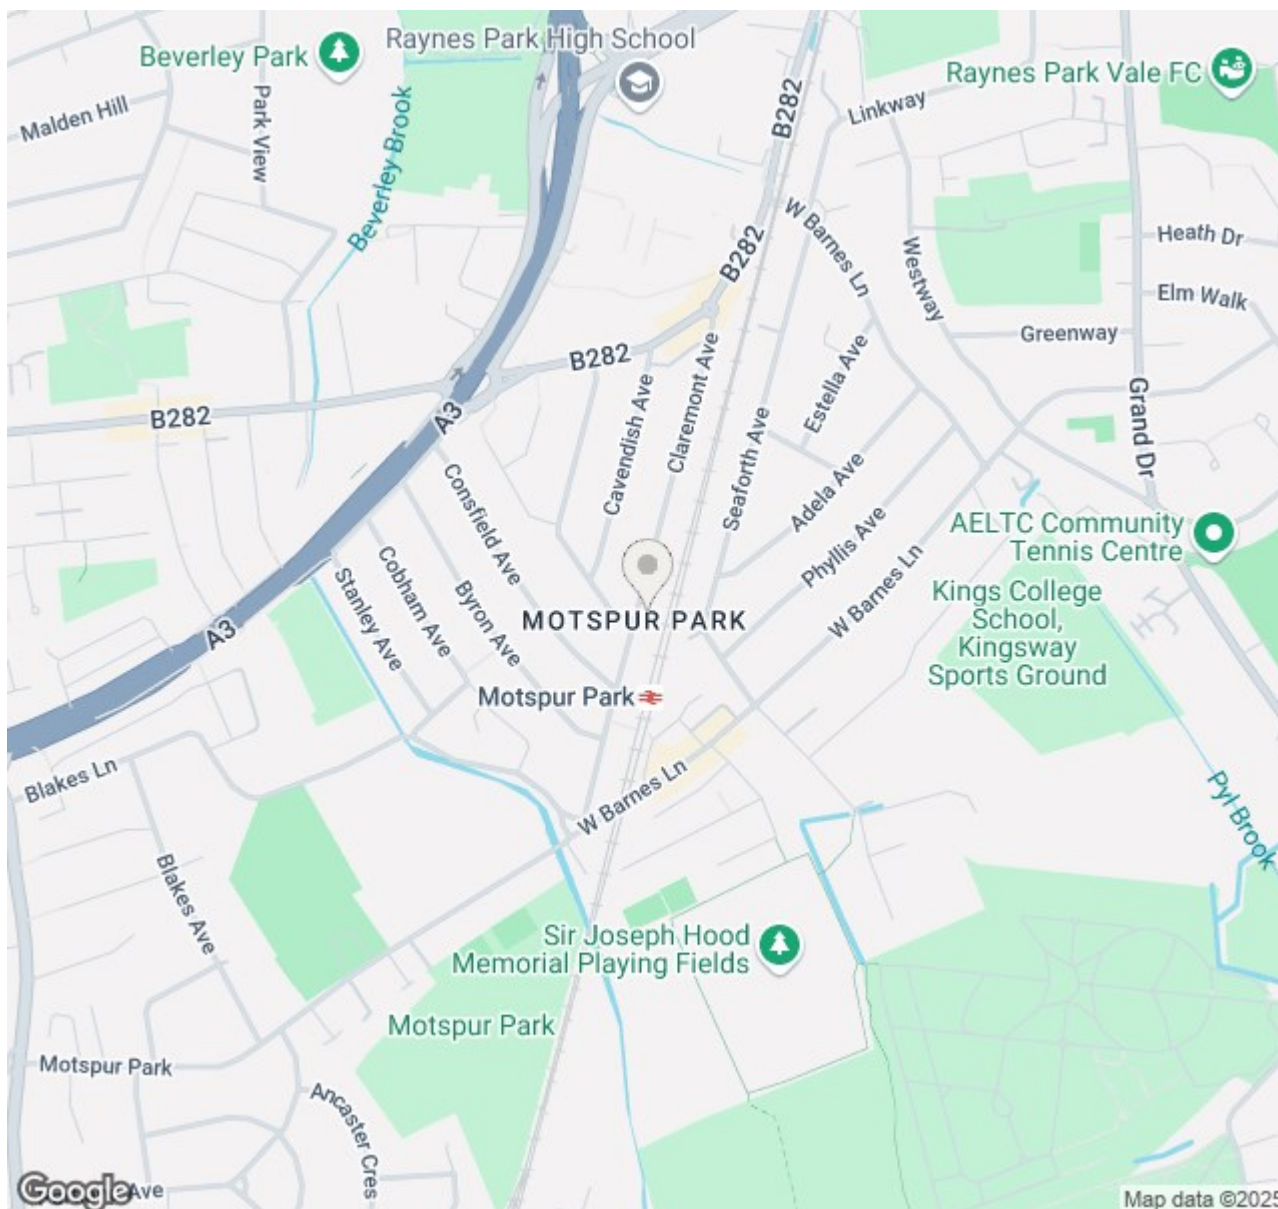 Raynes Park High School
Beverley Park
Raynes Park Vale FC
Malden Hill
Park View
Beverley Brook
B282
Linkway
W Barnes Ln
Westway
Heath Dr
B282
Elm Walk
Greenway
B282
B282
A3
Cavendish Ave
Claremont Ave
Estella Ave
Grand Dr
Seaforth Ave
Adela Ave
Consfield Ave
Phyllis Ave
AELTC Community
Tennis Centre
W Barnes Ln
Cobham Ave
Stanley Ave
Byron Ave
A3
MOTSPUR PARK
Kings College
School,
Kingsway
Sports Ground
Motspur Park
Blakes Ln
W Barnes Ln
Pyl Brook
Blakes Ave
Sir Joseph Hood
Memorial Playing Fields
Motspur Park
Motspur Park
Ancaster Cres
Google
Ave
Map data ©2025